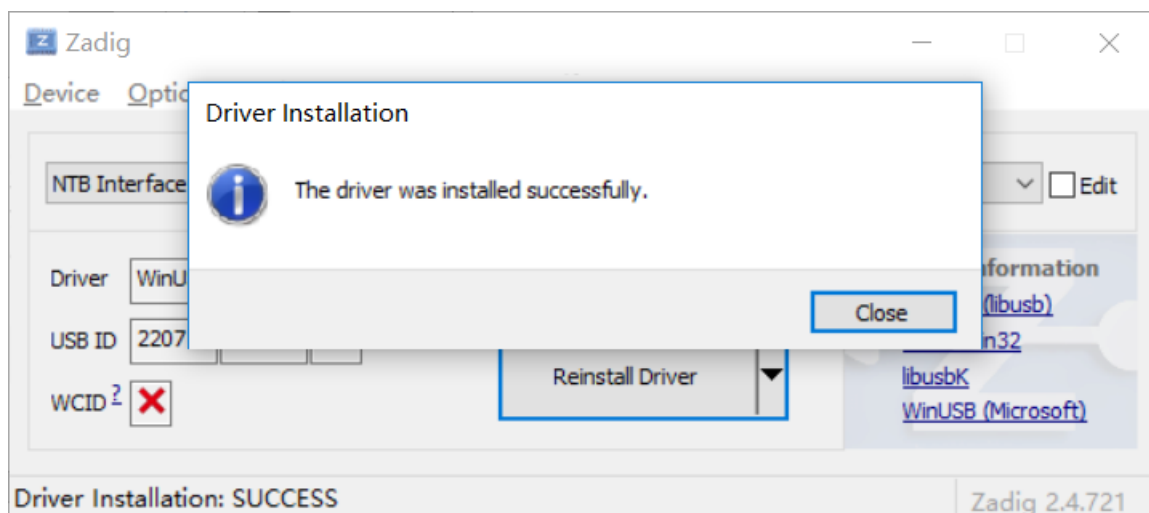 Zadig
Device
Driver Installation
The driver was installed successfully.
Close
NTB Interface
Edit
Driver
(libusb)
USB ID 2207
WCID ?
Reinstall Driver
libusbK
WinUSB (Microsoft)
Driver Installation: SUCCESS
Zadig 2.4.721